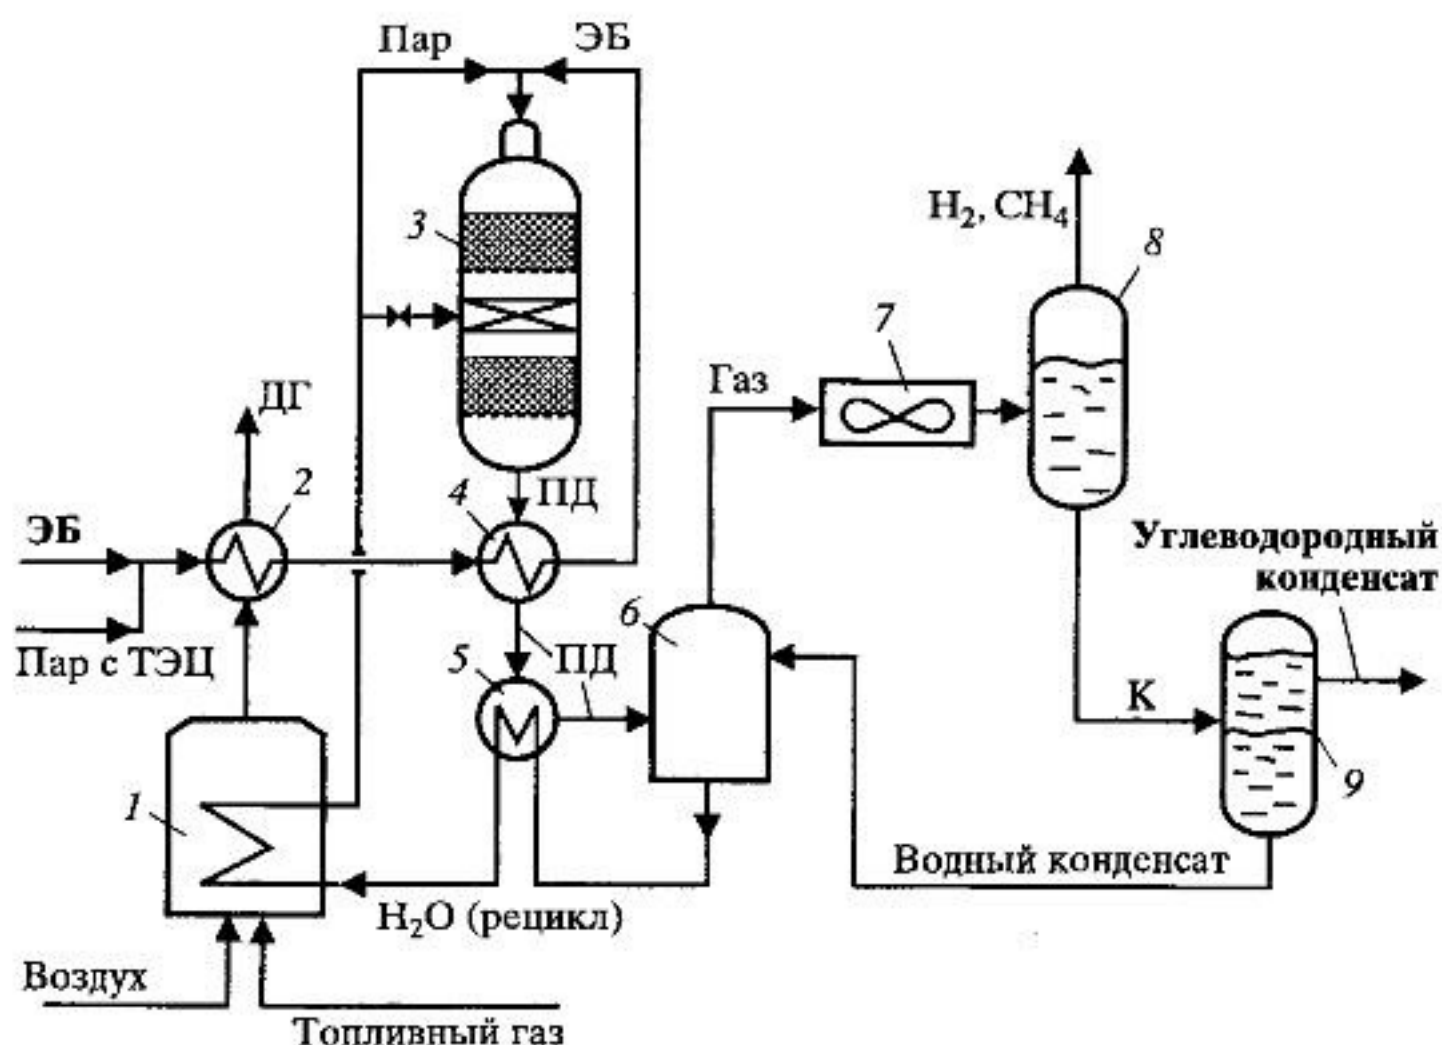 Пар
ЭБ
3
H₂, CH₄
8
7
Газ
ДГ
2
4
ПД
ЭБ
Углеводородный
конденсат
Пар с ТЭЦ
5
ПД
6
К
9
1
Водный конденсат
H₂O (рецикл)
Воздух
Топливный газ